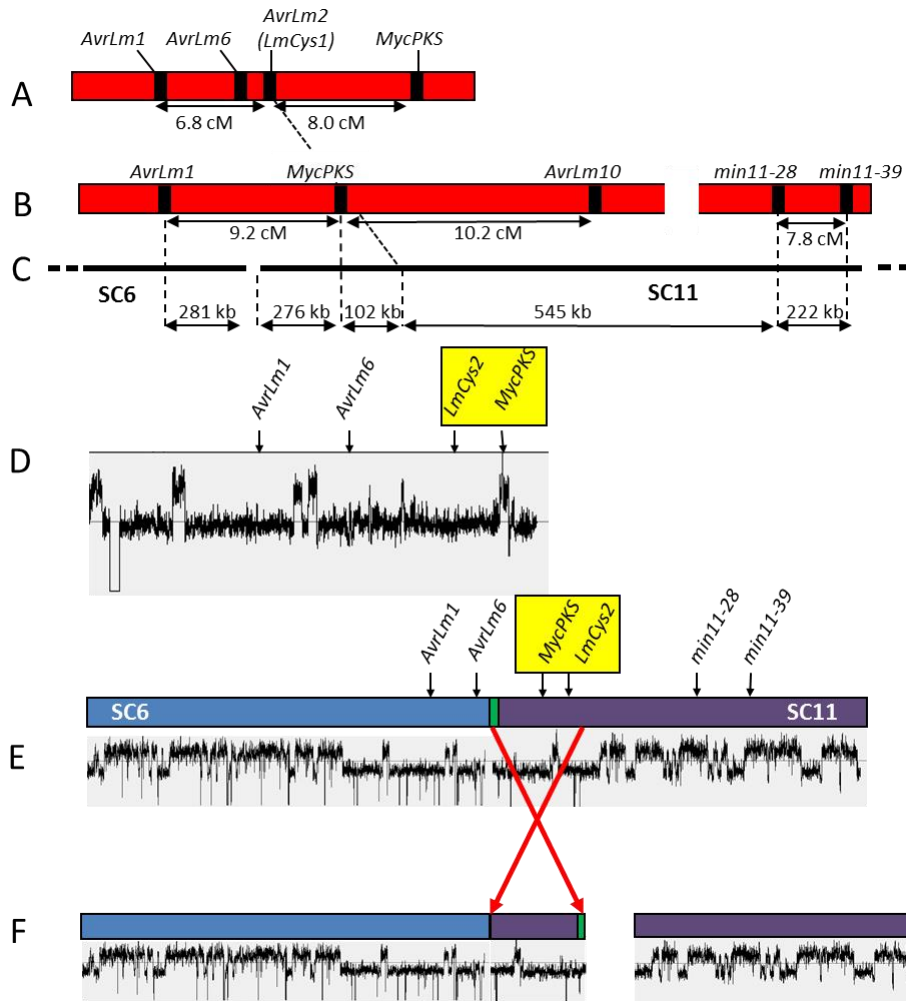 AvrLm1 AvrLm6 AvrLm2 (LmCys1) MycPKS
A
6.8 cM 8.0 cM
AvrLm1 MycPKS AvrLm10 min11-28 min11-39
B
9.2 cM 10.2 cM 7.8 cM
C
SC6 SC11
281 kb 276 kb 102 kb 545 kb 222 kb
AvrLm1 AvrLm6 LmCys2 MycPKS
D
AvrLm1 AvrLm6 MycPKS LmCys2 min11-28 min11-39
SC6 SC11
E
F